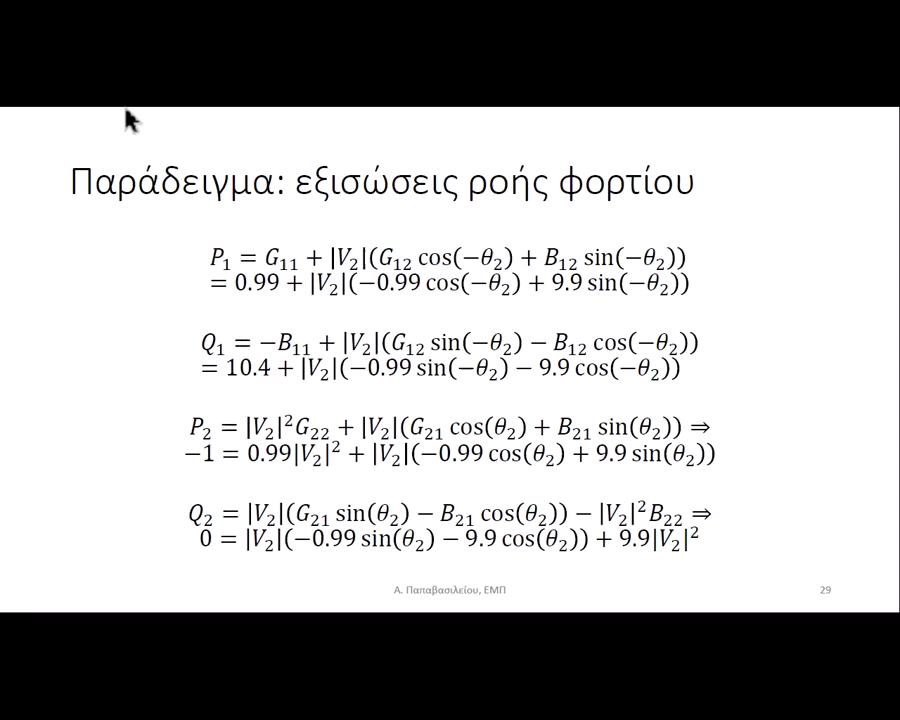 Παράδειγμα: εξισώσεις ροής φορτίου
𝑃₁ = 𝐺₁₁ + |𝑉₂|(𝐺₁₂ cos(−𝜃₂) + 𝐵₁₂ sin(−𝜃₂))
= 0.99 + |𝑉₂|(−0.99 cos(−𝜃₂) + 9.9 sin(−𝜃₂))
𝑄₁ = −𝐵₁₁ + |𝑉₂|(𝐺₁₂ sin(−𝜃₂) − 𝐵₁₂ cos(−𝜃₂))
= 10.4 + |𝑉₂|(−0.99 sin(−𝜃₂) − 9.9 cos(−𝜃₂))
𝑃₂ = |𝑉₂|²𝐺₂₂ + |𝑉₂|(𝐺₂₁ cos(𝜃₂) + 𝐵₂₁ sin(𝜃₂)) ⇒
−1 = 0.99|𝑉₂|² + |𝑉₂|(−0.99 cos(𝜃₂) + 9.9 sin(𝜃₂))
𝑄₂ = |𝑉₂|(𝐺₂₁ sin(𝜃₂) − 𝐵₂₁ cos(𝜃₂)) − |𝑉₂|²𝐵₂₂ ⇒
0 = |𝑉₂|(−0.99 sin(𝜃₂) − 9.9 cos(𝜃₂)) + 9.9|𝑉₂|²
Α. Παπαβασιλείου, ΕΜΠ
29